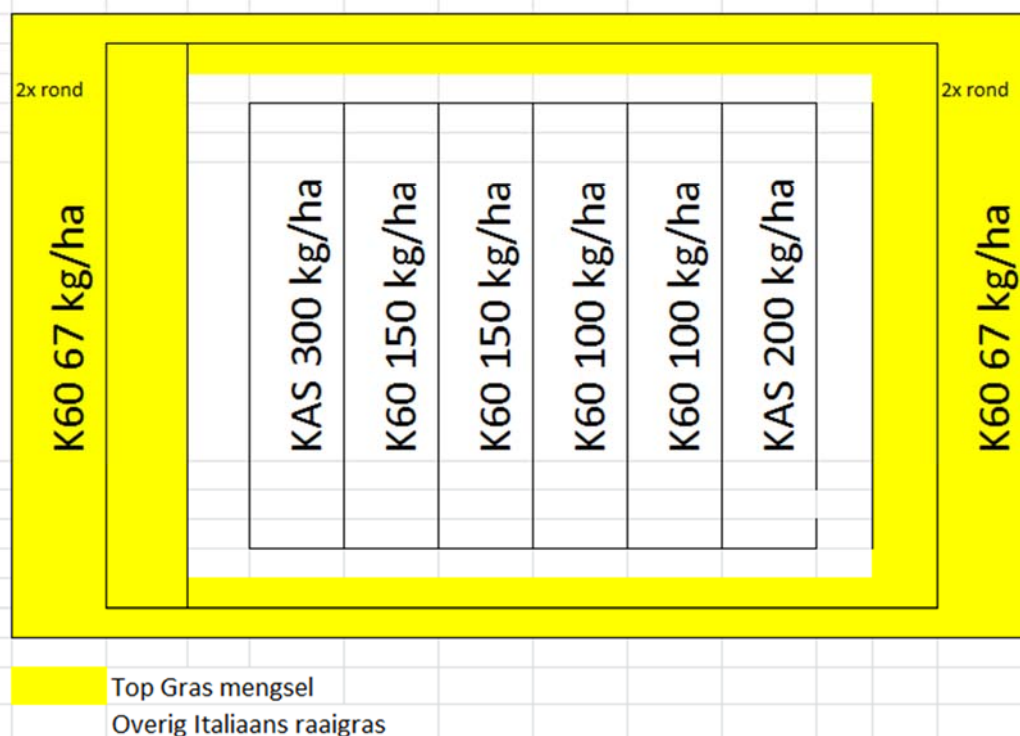 2x rond
2x rond
K60 67 kg/ha
KAS 300 kg/ha
K60 150 kg/ha
K60 150 kg/ha
K60 100 kg/ha
K60 100 kg/ha
KAS 200 kg/ha
K60 67 kg/ha
Top Gras mengsel
Overig Italiaans raaigras